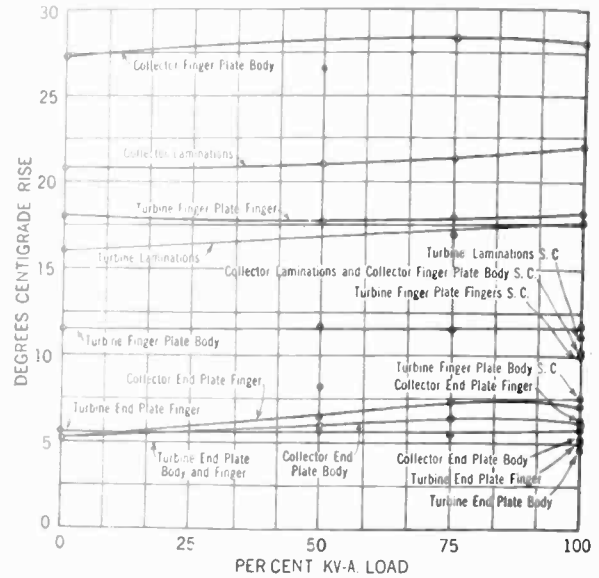 30
Collector Finger Plate Body
25
Collector Laminations
20
Turbine Finger Plate Finger
Turbine Laminations
Turbine Laminations S.C
Collector Laminations and Collector Finger Plate Body S.C.
15
Turbine Finger Plate Fingers S.C.
Turbine Finger Plate Body
10
Turbine Finger Plate Body S.C
Collector End Plate Finger
Collector End Plate Finger
Turbine End Plate Finger
5
Turbine End Plate
Body and Finger
Collector End
Plate Body
Collector End Plate Body
Turbine End Plate Finger
Turbine End Plate Body
0
0 25 50 75 100
PER CENT KV-A. LOAD
DEGREES CENTIGRADE RISE